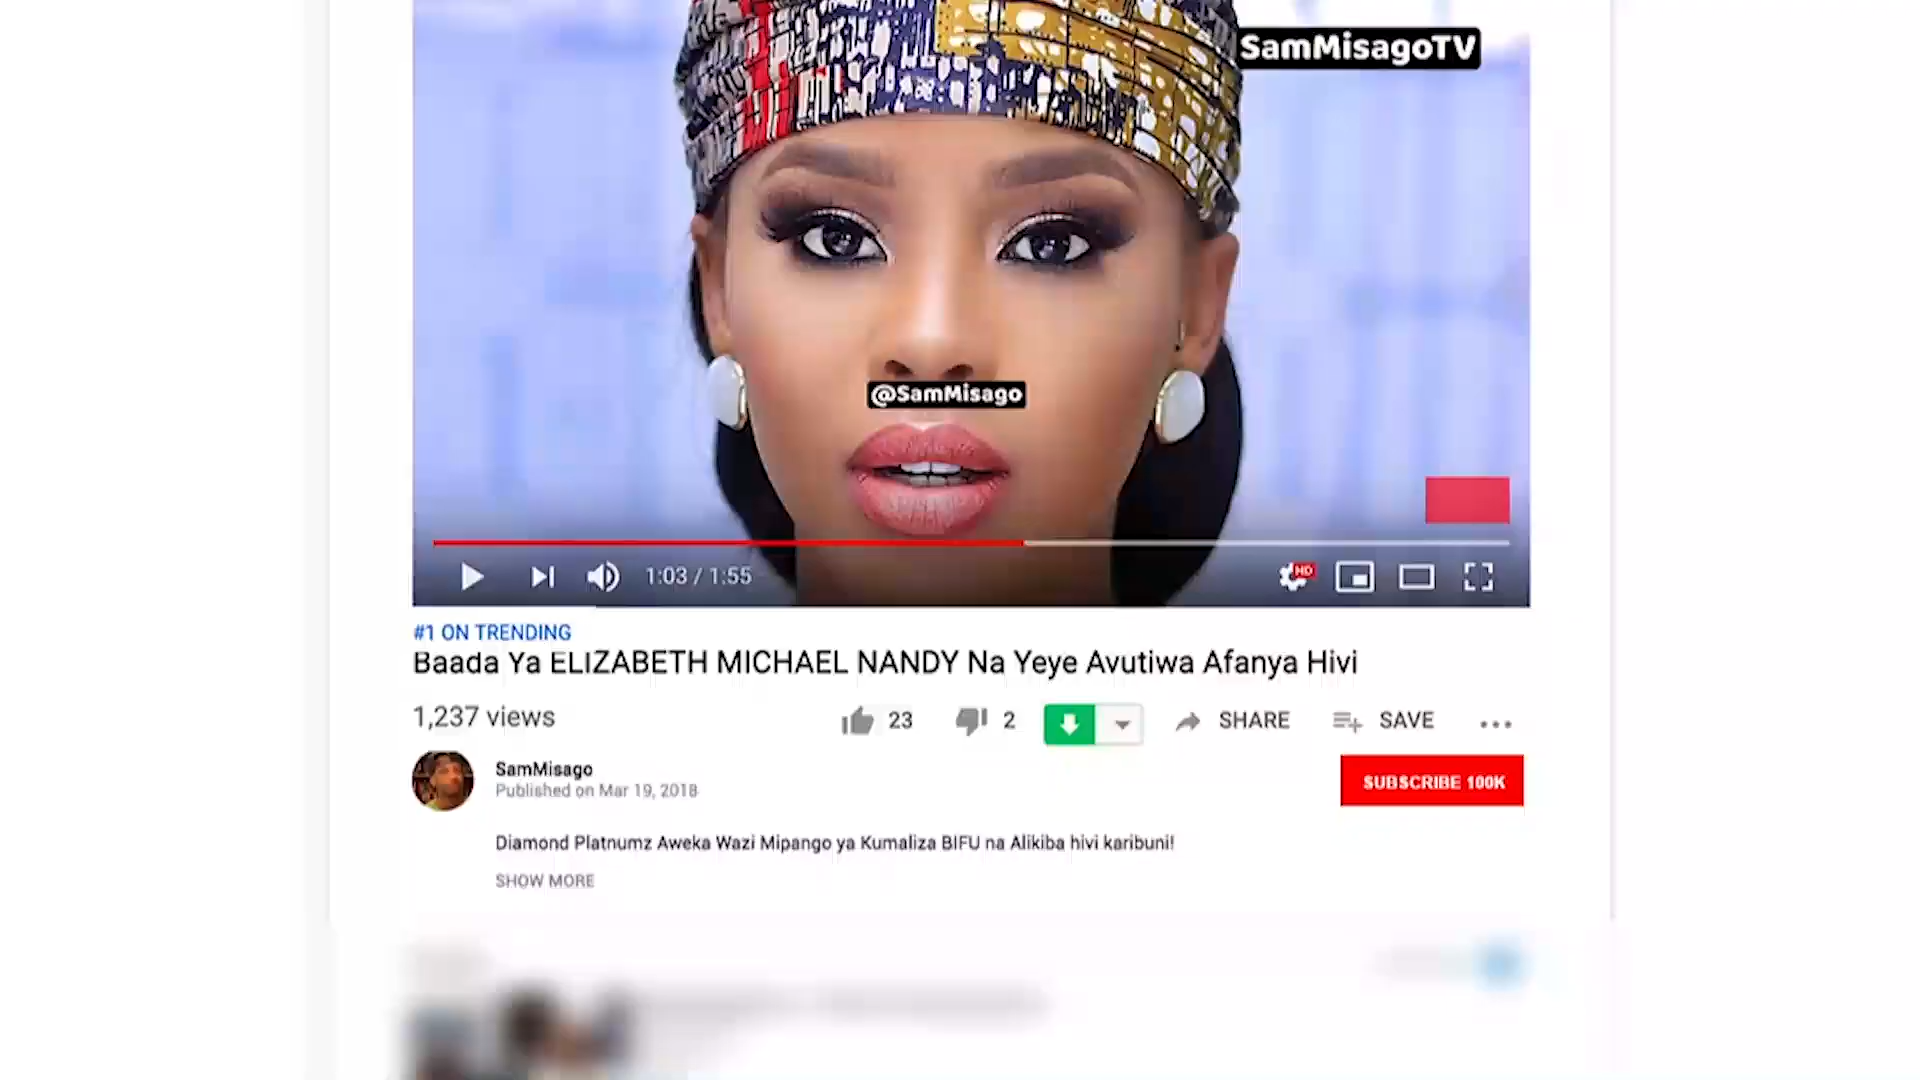 SamMisagoTV
@SamMisago
1:03 / 1:55
HD
#1 ON TRENDING
Baada Ya ELIZABETH MICHAEL NANDY Na Yeye Avutiwa Afanya Hivi
1,237 views
23
2
SHARE
SAVE
SamMisago
Published on Mar 19, 2018
SUBSCRIBE 100K
Diamond Platnumz Aweka Wazi Mipango ya Kumaliza BIFU na Alikiba hivi karibuni!
SHOW MORE